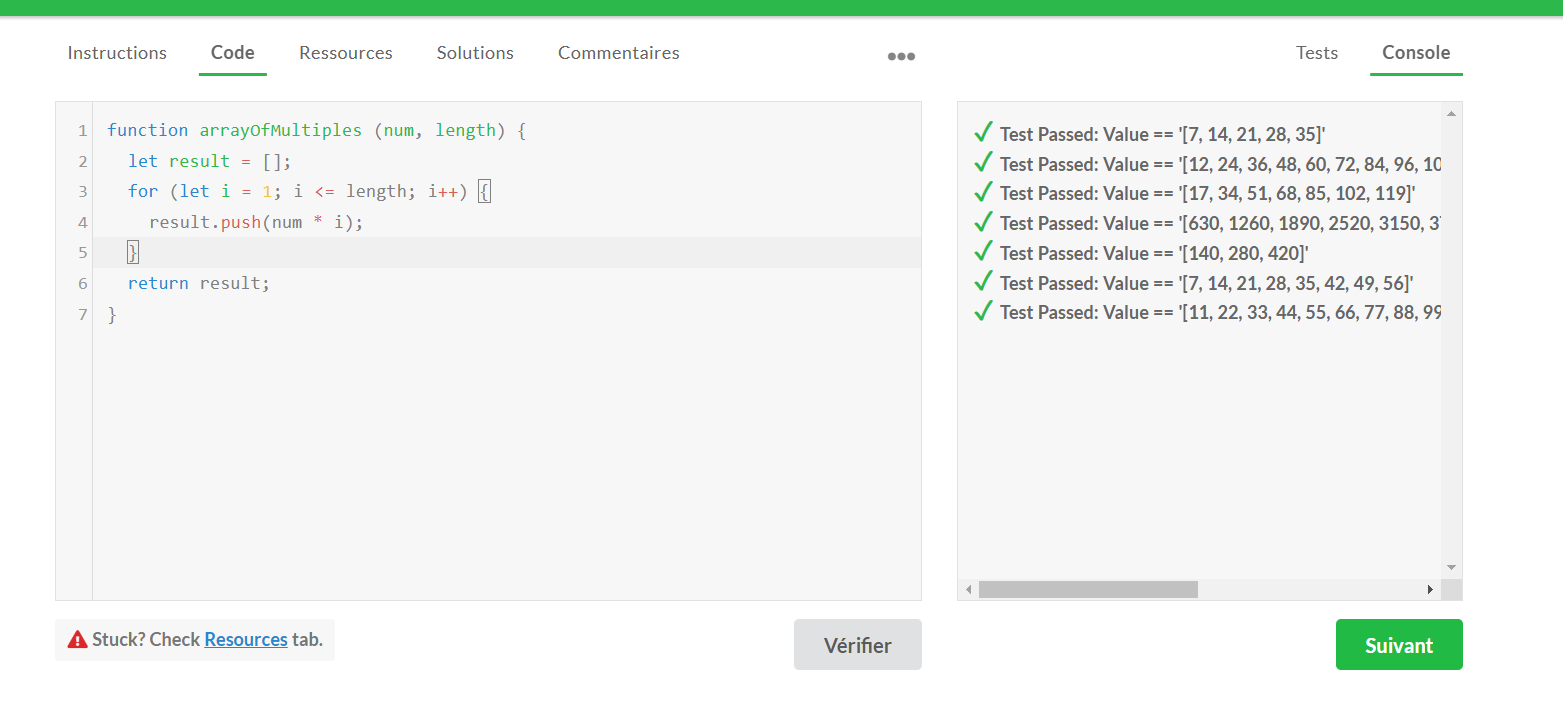 Instructions Code Ressources Solutions Commentaires ••• Tests Console
1 function arrayOfMultiples (num, length) {
2 let result = [];
3 for (let i = 1; i <= length; i++) {
4 result.push(num * i);
5 }
6 return result;
7 }
✓ Test Passed: Value == '[7, 14, 21, 28, 35]'
✓ Test Passed: Value == '[12, 24, 36, 48, 60, 72, 84, 96, 10
✓ Test Passed: Value == '[17, 34, 51, 68, 85, 102, 119]'
✓ Test Passed: Value == '[630, 1260, 1890, 2520, 3150, 3
✓ Test Passed: Value == '[140, 280, 420]'
✓ Test Passed: Value == '[7, 14, 21, 28, 35, 42, 49, 56]'
✓ Test Passed: Value == '[11, 22, 33, 44, 55, 66, 77, 88, 99
Stuck? Check Resources tab.
Vérifier
Suivant